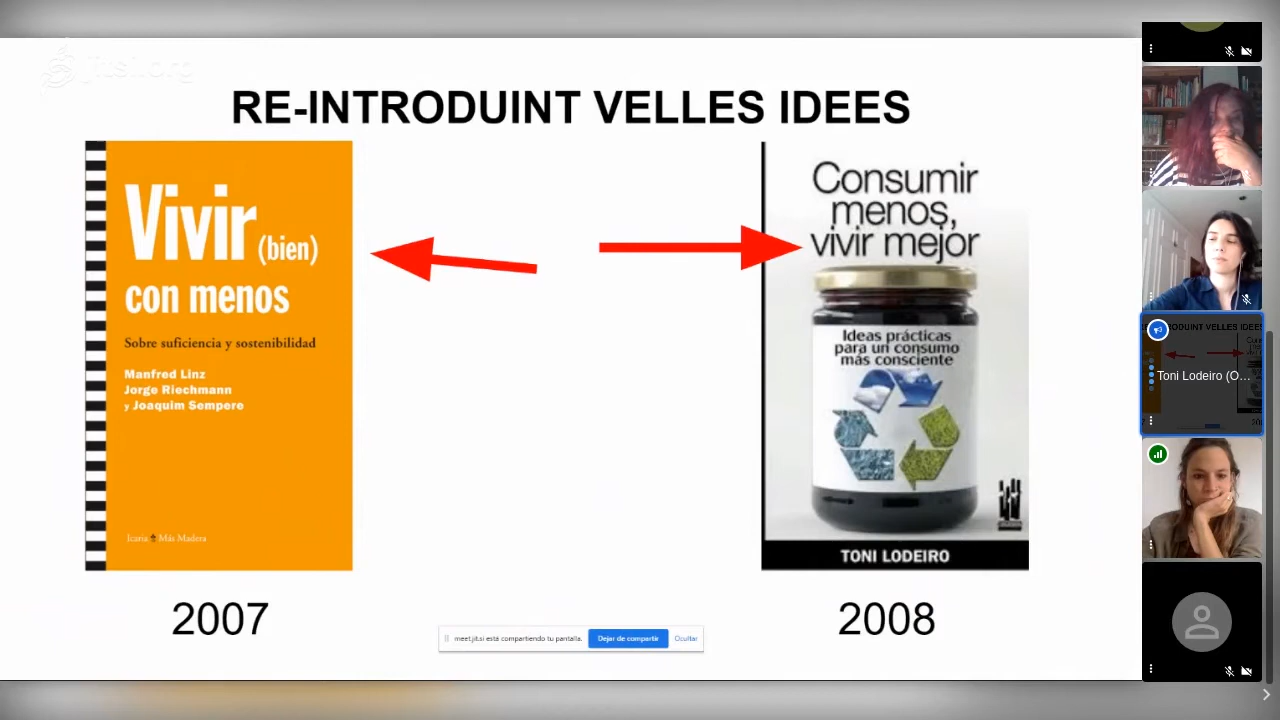 jitsi.org
RE-INTRODUINT VELLES IDEES
Vivir (bien)
con menos
Sobre suficiencia y sostenibilidad
Manfred Linz
Jorge Riechmann
y Joaquim Sempere
Icaria Más Madera
2007
Consumir
menos,
vivir mejor
Ideas prácticas
para un consumo
más consciente
TONI LODEIRO
2008
meet.jit.si está compartiendo tu pantalla.
Dejar de compartir
Ocultar
Toni Lodeiro (O...